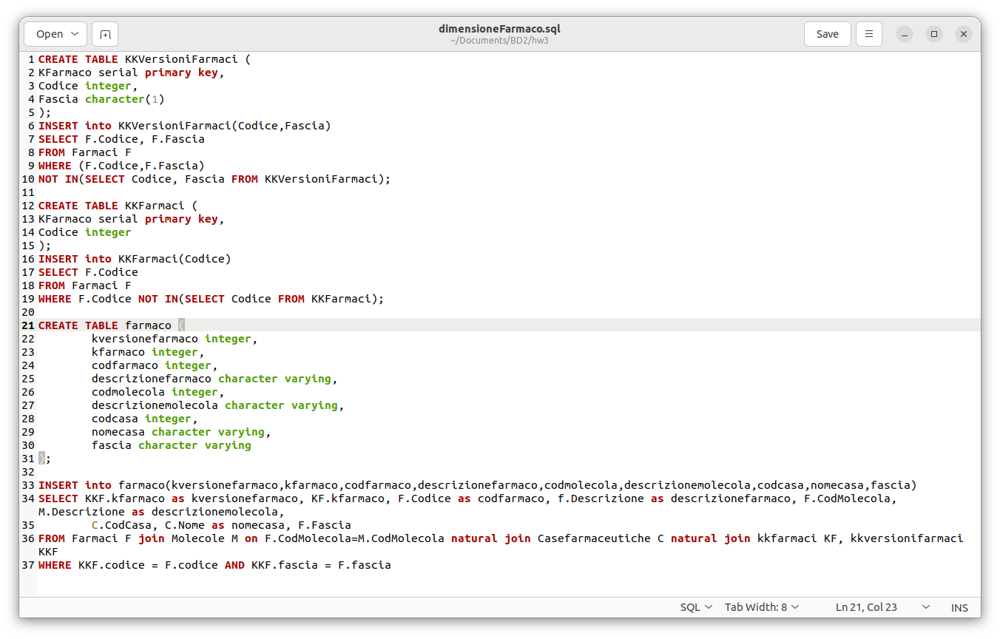 Open
dimensioneFarmaco.sql
~/Documents/BD2/hw3
Save
1 CREATE TABLE KKVersioniFarmaci (
2 KFarmaco serial primary key,
3 Codice integer,
4 Fascia character(1)
5 );
6 INSERT into KKVersioniFarmaci(Codice,Fascia)
7 SELECT F.Codice, F.Fascia
8 FROM Farmaci F
9 WHERE (F.Codice,F.Fascia)
10 NOT IN(SELECT Codice, Fascia FROM KKVersioniFarmaci);
11
12 CREATE TABLE KKFarmaci (
13 KFarmaco serial primary key,
14 Codice integer
15 );
16 INSERT into KKFarmaci(Codice)
17 SELECT F.Codice
18 FROM Farmaci F
19 WHERE F.Codice NOT IN(SELECT Codice FROM KKFarmaci);
20
21 CREATE TABLE farmaco (
22 kversionefarmaco integer,
23 kfarmaco integer,
24 codfarmaco integer,
25 descrizionefarmaco character varying,
26 codmolecola integer,
27 descrizionemolecola character varying,
28 codcasa integer,
29 nomecasa character varying,
30 fascia character varying
31 );
32
33 INSERT into farmaco(kversionefarmaco,kfarmaco,codfarmaco,descrizionefarmaco,codmolecola,descrizionemolecola,codcasa,nomecasa,fascia)
34 SELECT KKF.kfarmaco as kversionefarmaco, KF.kfarmaco, F.Codice as codfarmaco, f.Descrizione as descrizionefarmaco, F.CodMolecola,
M.Descrizione as descrizionemolecola,
35 C.CodCasa, C.Nome as nomecasa, F.Fascia
36 FROM Farmaci F join Molecole M on F.CodMolecola=M.CodMolecola natural join Casefarmaceutiche C natural join kkfarmaci KF, kkversionifarmaci
KKF
37 WHERE KKF.codice = F.codice AND KKF.fascia = F.fascia
SQL Tab Width: 8 Ln 21, Col 23 INS